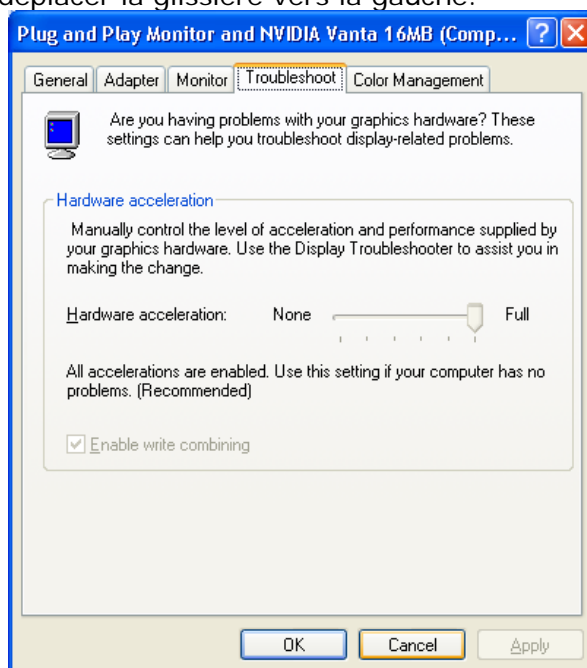 déplacer la glissière vers la gauche.
Plug and Play Monitor and NVIDIA Vanta 16MB (Comp...
General Adapter Monitor Troubleshoot Color Management
Are you having problems with your graphics hardware? These
settings can help you troubleshoot display-related problems.
Hardware acceleration
Manually control the level of acceleration and performance supplied by
your graphics hardware. Use the Display Troubleshooter to assist you in
making the change.
Hardware acceleration: None Full
All accelerations are enabled. Use this setting if your computer has no
problems. (Recommended)
Enable write combining
OK Cancel Apply